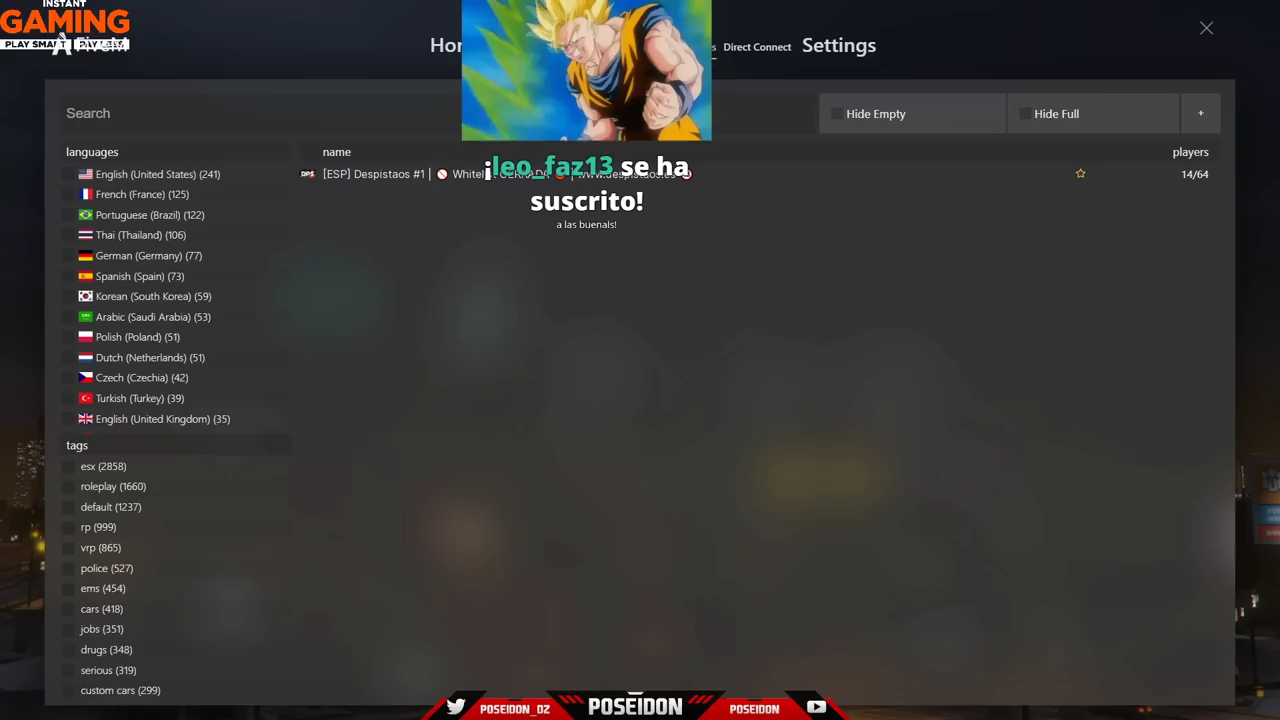 INSTANT
GAMING
PLAY SMART
Direct Connect
Settings
Search
Hide Empty
Hide Full
+
languages
name
players
English (United States) (241)
[ESP] Despistaos #1 |
14/64
¡leo_faz13 se ha
suscrito!
a las buenals!
French (France) (125)
Portuguese (Brazil) (122)
Thai (Thailand) (106)
German (Germany) (77)
Spanish (Spain) (73)
Korean (South Korea) (59)
Arabic (Saudi Arabia) (53)
Polish (Poland) (51)
Dutch (Netherlands) (51)
Czech (Czechia) (42)
Turkish (Turkey) (39)
English (United Kingdom) (35)
tags
esx (2858)
roleplay (1660)
default (1237)
rp (999)
vrp (865)
police (527)
ems (454)
cars (418)
jobs (351)
drugs (348)
serious (319)
custom cars (299)
POSEIDON_DZ
POSEIDON
POSEIDON